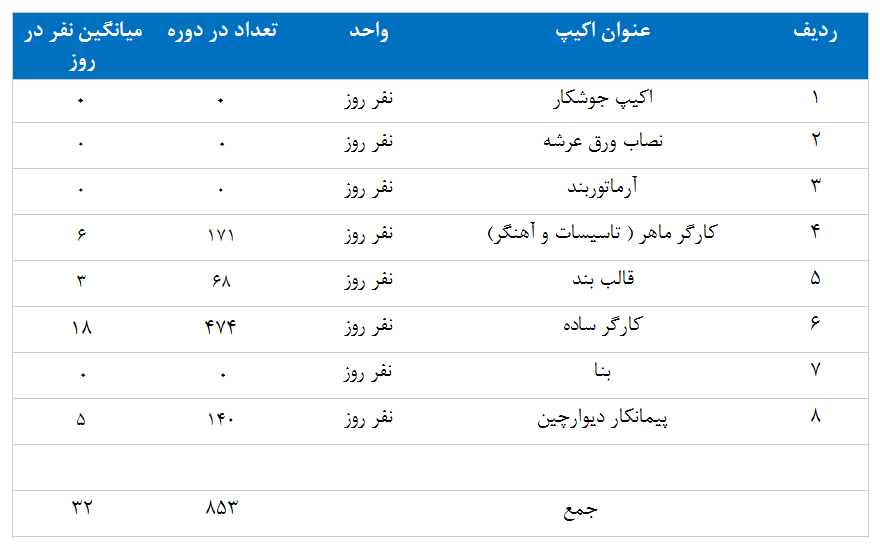 ردیف عنوان اکیپ واحد تعداد در دوره میانگین نفر در روز
۱ اکیپ جوشکار نفر روز ۰ ۰
۲ نصاب ورق عرشه نفر روز ۰ ۰
۳ آرماتوربند نفر روز ۰ ۰
۴ کارگر ماهر ( تاسیسات و آهنگر) نفر روز ۱۷۱ ۶
۵ قالب بند نفر روز ۶۸ ۳
۶ کارگر ساده نفر روز ۴۷۴ ۱۸
۷ بنا نفر روز ۰ ۰
۸ پیمانکار دیوارچین نفر روز ۱۴۰ ۵
جمع ۸۵۳ ۳۲